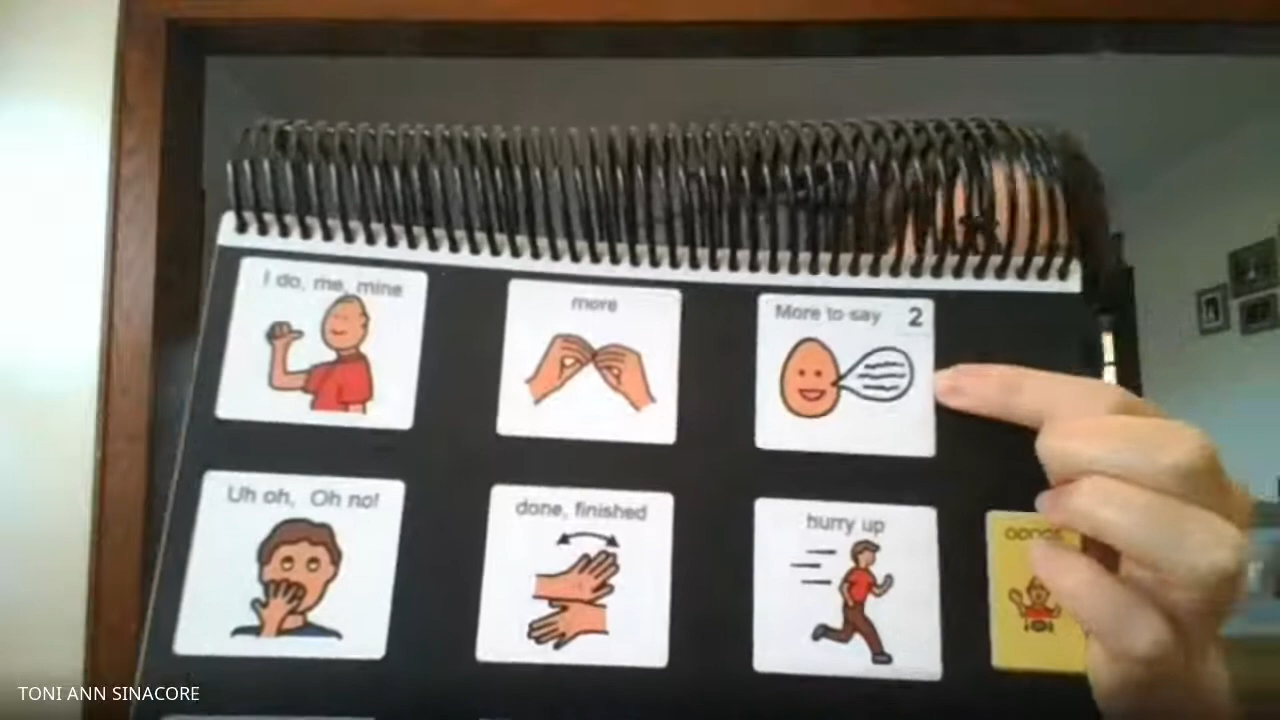 I do, me, mine
more
More to say 2
Uh oh, Oh no!
done, finished
hurry up
TONI ANN SINACORE